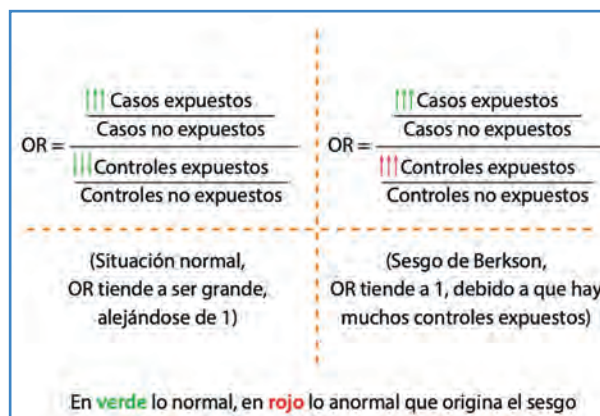 ↑↑↑ Casos expuestos
Casos no expuestos
OR =
↓↓↓ Controles expuestos
Controles no expuestos
(Situación normal,
OR tiende a ser grande,
alejándose de 1)
↑↑↑ Casos expuestos
Casos no expuestos
OR =
↑↑↑ Controles expuestos
Controles no expuestos
(Sesgo de Berkson,
OR tiende a 1, debido a que hay
muchos controles expuestos)
En verde lo normal, en rojo lo anormal que origina el sesgo